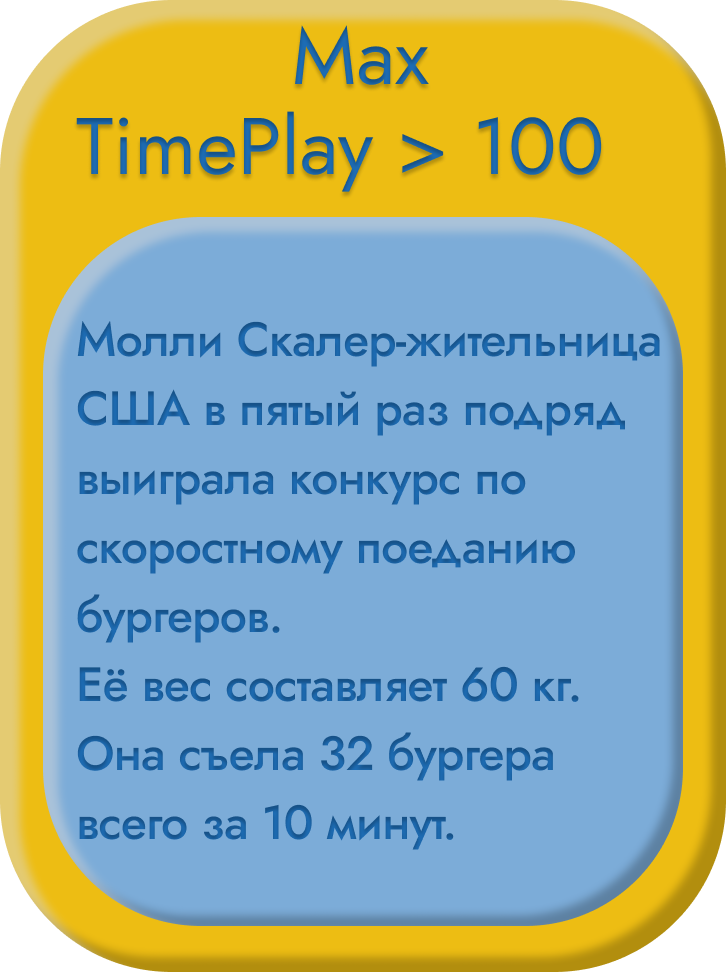 Max
TimePlay > 100
Молли Скалер-жительница
США в пятый раз подряд
выиграла конкурс по
скоростному поеданию
бургеров.
Её вес составляет 60 кг.
Она съела 32 бургера
всего за 10 минут.